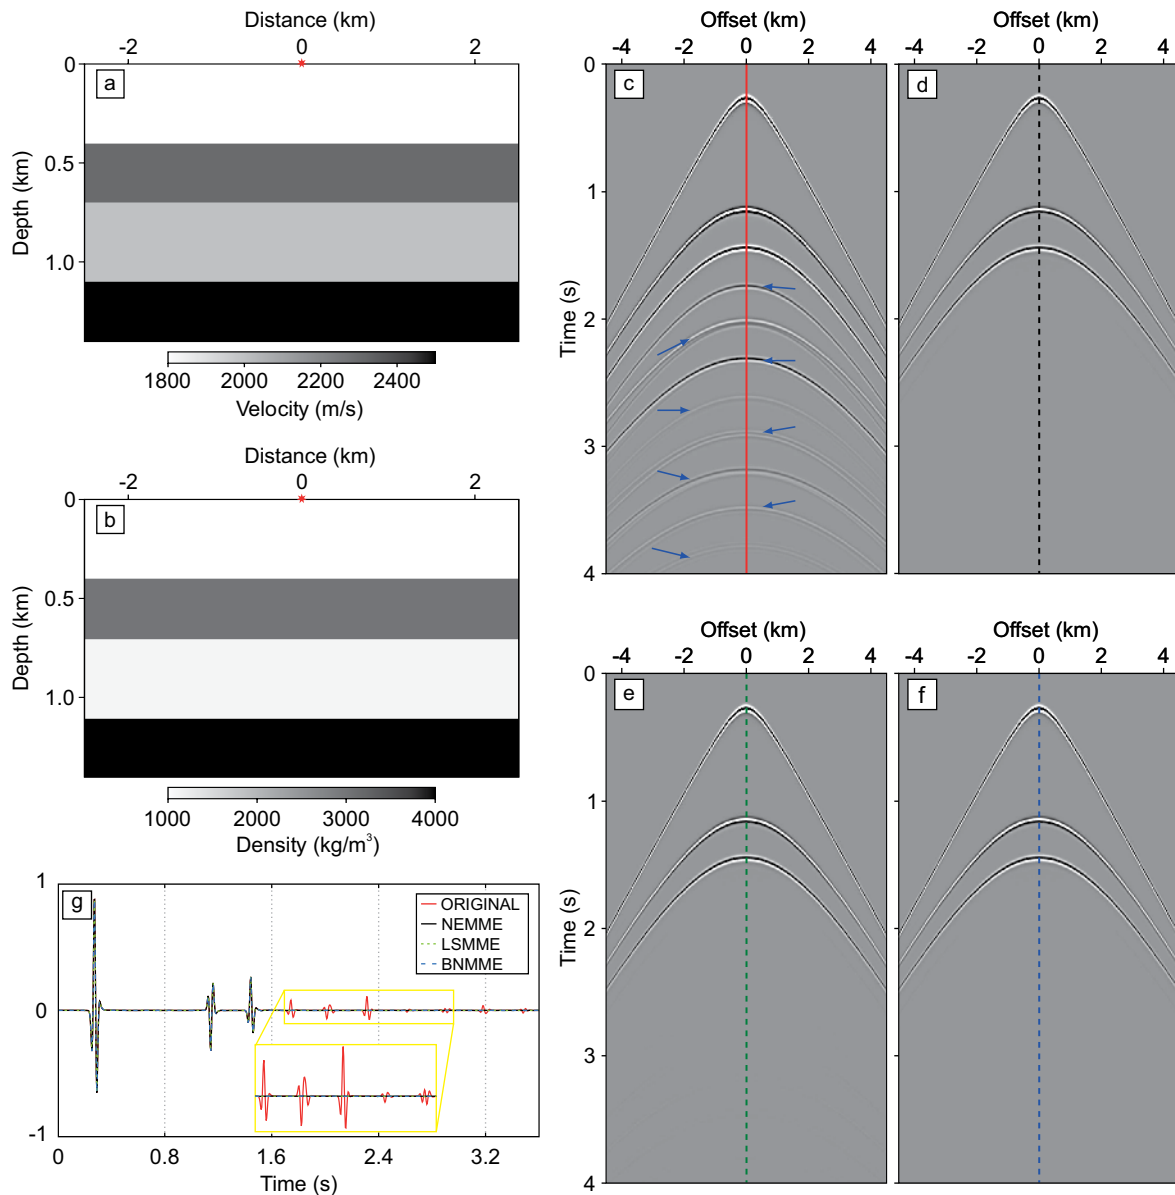 Distance (km)
-2 0 2
a
0
0.5
1.0
Depth (km)
1800 2000 2200 2400
Velocity (m/s)
Distance (km)
-2 0 2
b
0
0.5
1.0
Depth (km)
1000 2000 3000 4000
Density (kg/m³)
g
1
0
-1
ORIGINAL
NEMME
LSMME
BNMME
0 0.8 1.6 2.4 3.2
Time (s)
Offset (km)
-4 -2 0 2 4
c
0
1
2
3
4
Time (s)
Offset (km)
-4 -2 0 2 4
d
Offset (km)
-4 -2 0 2 4
e
0
1
2
3
4
Time (s)
Offset (km)
-4 -2 0 2 4
f